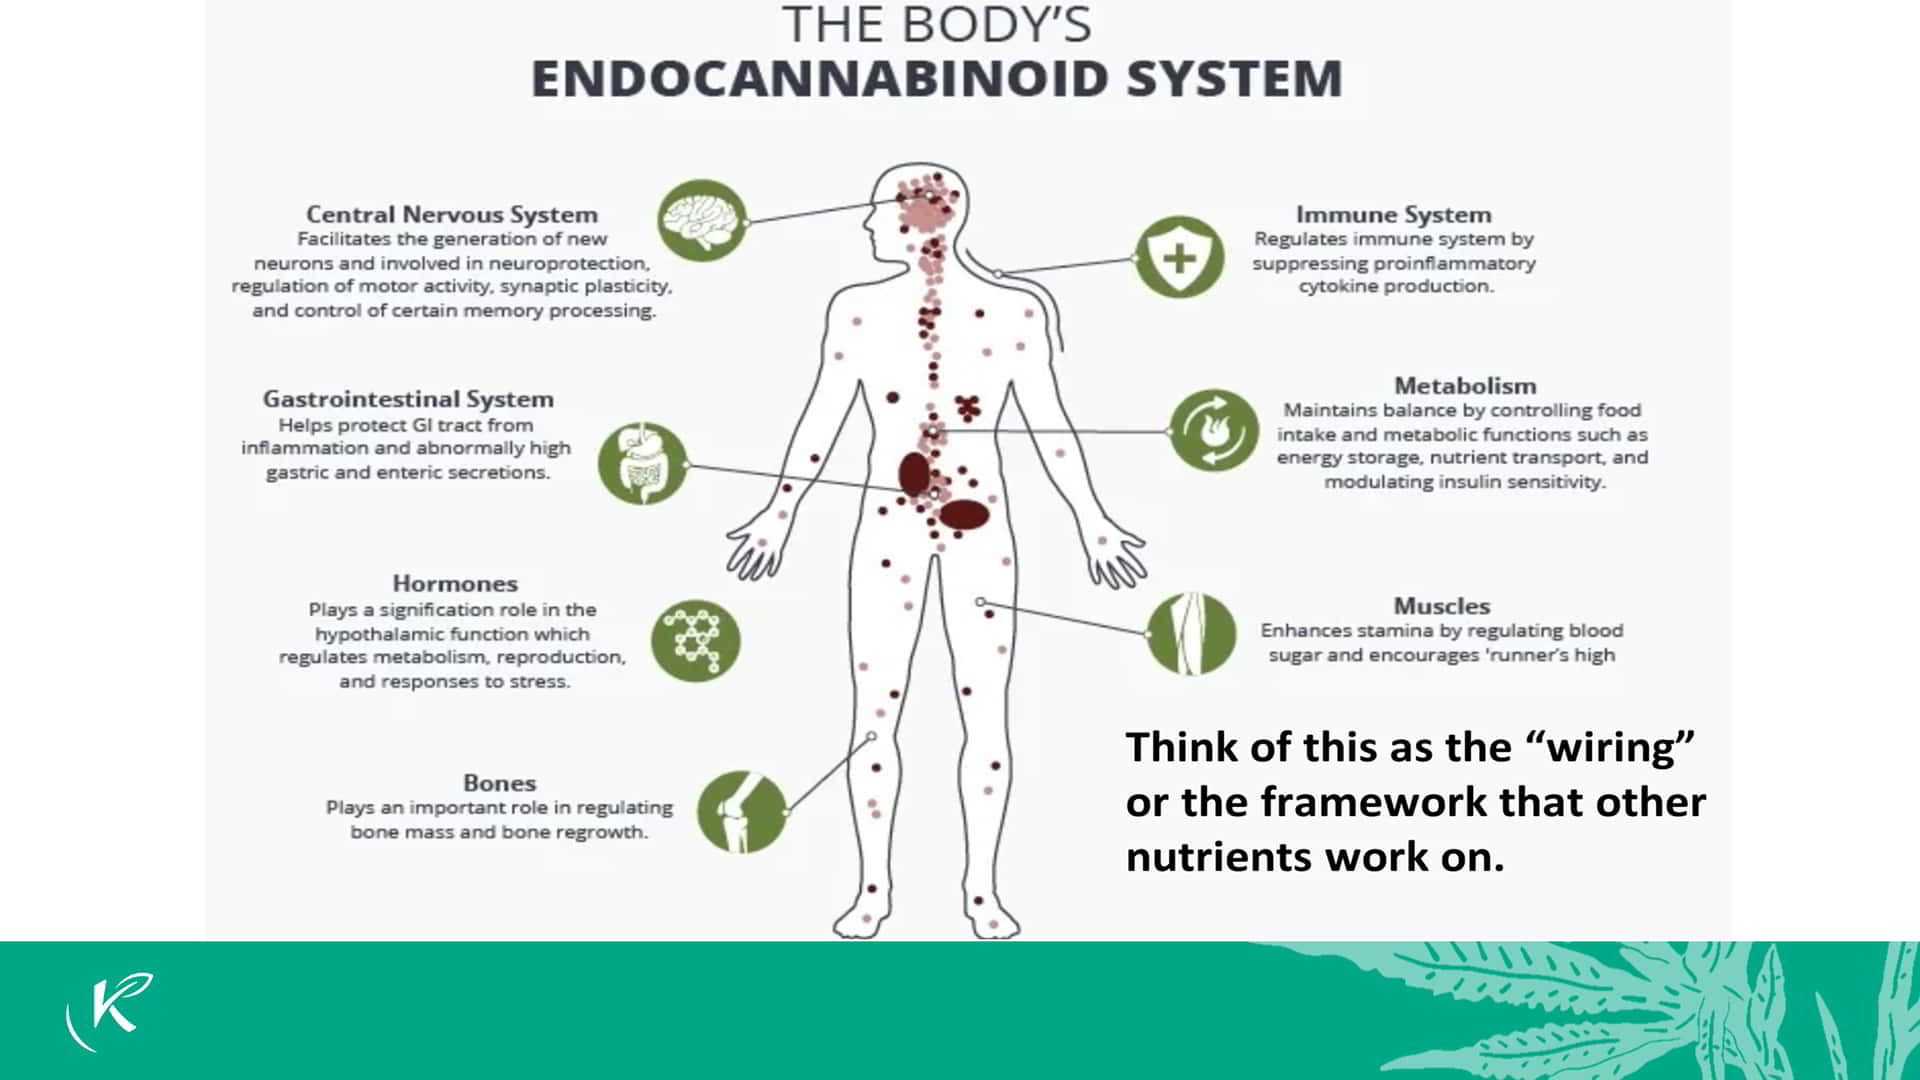 THE BODY'S
ENDOCANNABINOID SYSTEM
Central Nervous System
Facilitates the generation of new
neurons and involved in neuroprotection,
regulation of motor activity, synaptic plasticity,
and control of certain memory processing.
Gastrointestinal System
Helps protect GI tract from
inflammation and abnormally high
gastric and enteric secretions.
Hormones
Plays a signification role in the
hypothalamic function which
regulates metabolism, reproduction,
and responses to stress.
Bones
Plays an important role in regulating
bone mass and bone regrowth.
Immune System
Regulates immune system by
suppressing proinflammatory
cytokine production.
Metabolism
Maintains balance by controlling food
intake and metabolic functions such as
energy storage, nutrient transport, and
modulating insulin sensitivity.
Muscles
Enhances stamina by regulating blood
sugar and encourages 'runner's high
Think of this as the “wiring”
or the framework that other
nutrients work on.
K